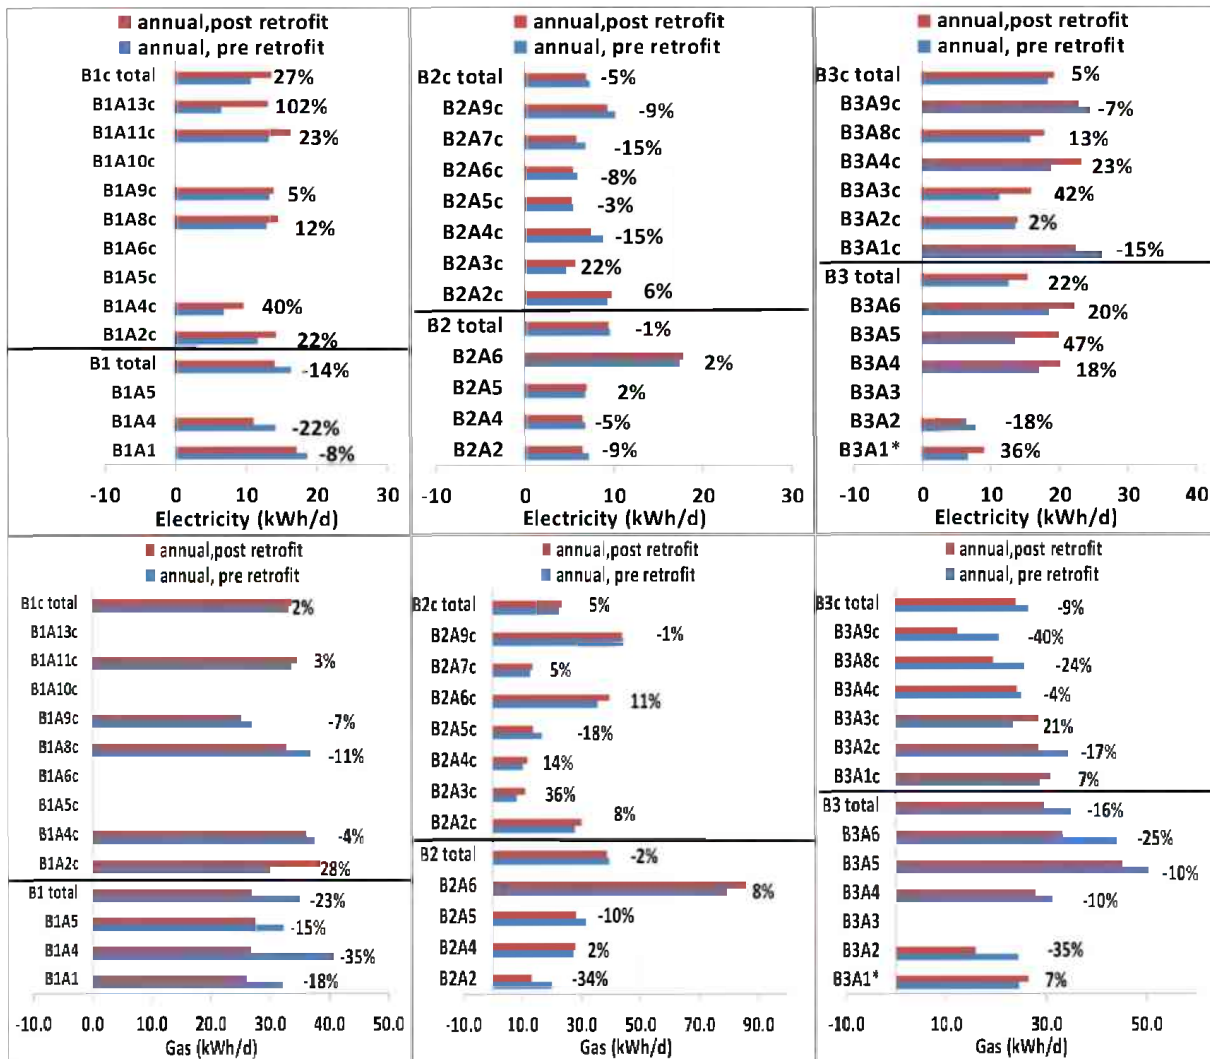 annual,post retrofit
annual, pre retrofit
B1c total 27%
B1A13c 102%
B1A11c 23%
B1A10c
B1A9c 5%
B1A8c 12%
B1A6c
B1A5c
B1A4c 40%
B1A2c 22%
B1 total -14%
B1A5
B1A4 -22%
B1A1 -8%
-10 0 10 20 30
Electricity (kWh/d)
annual,post retrofit
annual, pre retrofit
B2c total -5%
B2A9c -9%
B2A7c -15%
B2A6c -8%
B2A5c -3%
B2A4c -15%
B2A3c 22%
B2A2c 6%
B2 total -1%
B2A6 2%
B2A5 2%
B2A4 -5%
B2A2 -9%
-10 0 10 20 30
Electricity (kWh/d)
annual,post retrofit
annual, pre retrofit
B3c total 5%
B3A9c -7%
B3A8c 13%
B3A4c 23%
B3A3c 42%
B3A2c 2%
B3A1c -15%
B3 total 22%
B3A6 20%
B3A5 47%
B3A4 18%
B3A3
B3A2 -18%
B3A1* 36%
-10 0 10 20 30 40
Electricity (kWh/d)
annual,post retrofit
annual, pre retrofit
B1c total 2%
B1A13c
B1A11c 3%
B1A10c
B1A9c -7%
B1A8c -11%
B1A6c
B1A5c
B1A4c -4%
B1A2c 28%
B1 total -23%
B1A5 -15%
B1A4 -35%
B1A1 -18%
-10.0 0.0 10.0 20.0 30.0 40.0 50.0
Gas (kWh/d)
annual,post retrofit
annual, pre retrofit
B2c total 5%
B2A9c -1%
B2A7c 5%
B2A6c 11%
B2A5c -18%
B2A4c 14%
B2A3c 36%
B2A2c 8%
B2 total -2%
B2A6 8%
B2A5 -10%
B2A4 2%
B2A2 -34%
-10.0 10.0 30.0 50.0 70.0 90.0
Gas (kWh/d)
annual,post retrofit
annual, pre retrofit
B3c total -9%
B3A9c -40%
B3A8c -24%
B3A4c -4%
B3A3c 21%
B3A2c -17%
B3A1c 7%
B3 total -16%
B3A6 -25%
B3A5 -10%
B3A4 -10%
B3A3
B3A2 -35%
B3A1* 7%
-10.0 10.0 30.0 50.0
Gas (kWh/d)